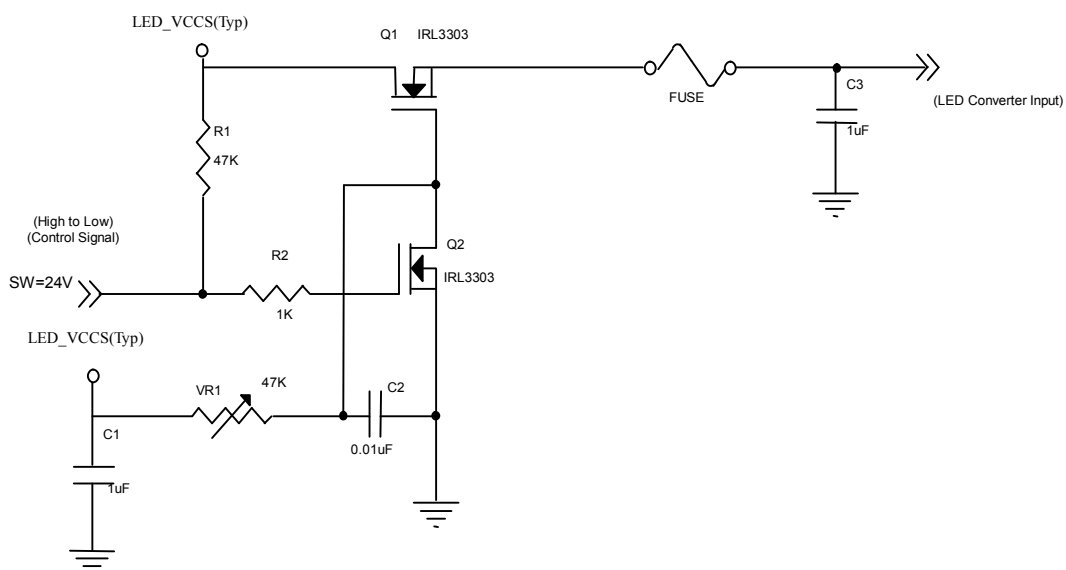 LED_VCCS(Typ)
Q1 IRL3303
R1
47K
FUSE
C3
1uF
(LED Converter Input)
(High to Low)
(Control Signal)
SW=24V
R2
1K
Q2
IRL3303
LED_VCCS(Typ)
VR1
47K
C2
0.01uF
C1
1uF